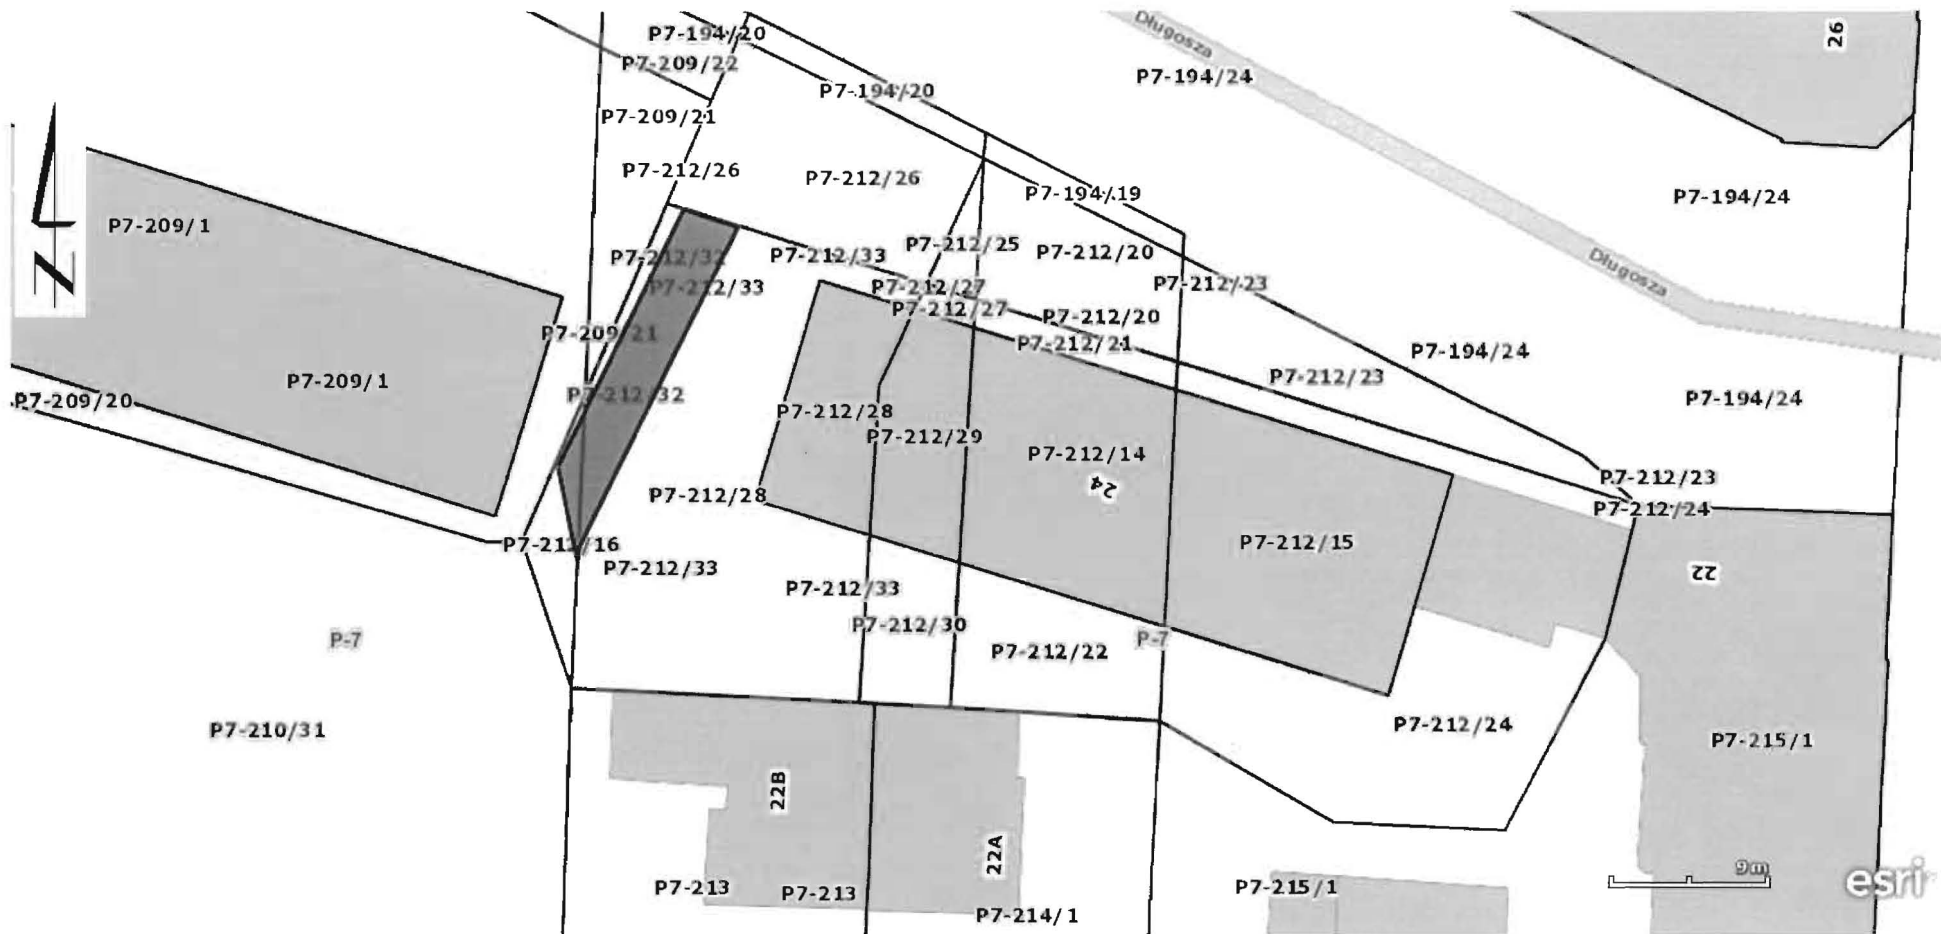 Długosza
26
P7-194/20
P7-209/22
P7-194/24
P7-194/20
P7-209/21
P7-212/26
P7-212/26
P7-194/19
P7-194/24
P7-209/1
P7-212/25
P7-212/20
P7-212/32
P7-212/33
Długosza
N
P7-212/33
P7-212/27
P7-212/23
P7-212/27
P7-212/20
P7-209/21
P7-212/21
P7-194/24
P7-209/1
P7-212/23
P7-209/20
P7-212/32
P7-194/24
P7-212/28
P7-212/29
P7-212/14
24
P7-212/23
P7-212/28
P7-212/24
P7-212/16
P7-212/15
P7-212/33
P7-212/33
22
P7-212/30
P-7
P-7
P7-212/22
P7-210/31
P7-212/24
P7-215/1
22B
22A
9m
esri
P7-213
P7-213
P7-215/1
P7-214/1